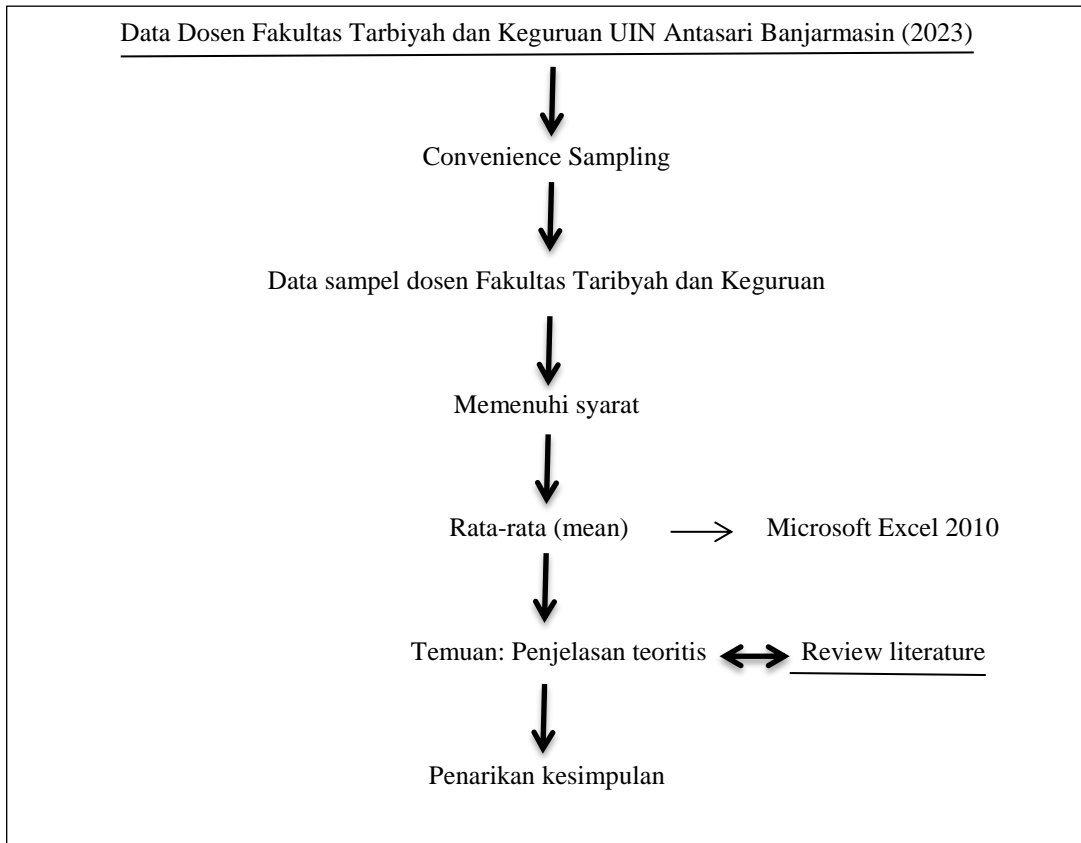 Data Dosen Fakultas Tarbiyah dan Keguruan UIN Antasari Banjarmasin (2023)
Convenience Sampling
Data sampel dosen Fakultas Taribyah dan Keguruan
Memenuhi syarat
Rata-rata (mean) Microsoft Excel 2010
Temuan: Penjelasan teoritis Review literature
Penarikan kesimpulan